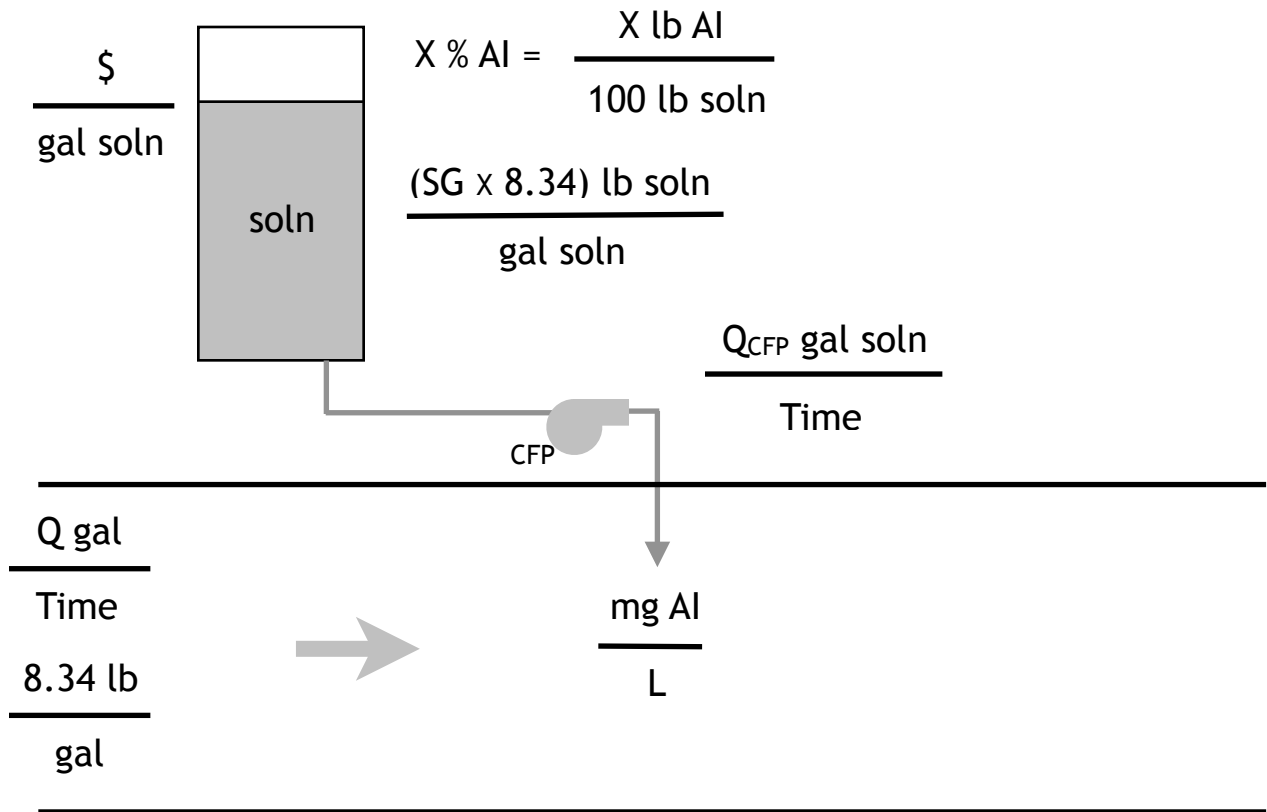 $
gal soln
X % AI =
X lb AI
100 lb soln
(SG x 8.34) lb soln
gal soln
soln
QCFP gal soln
Time
CFP
Q gal
Time
8.34 lb
gal
mg AI
L